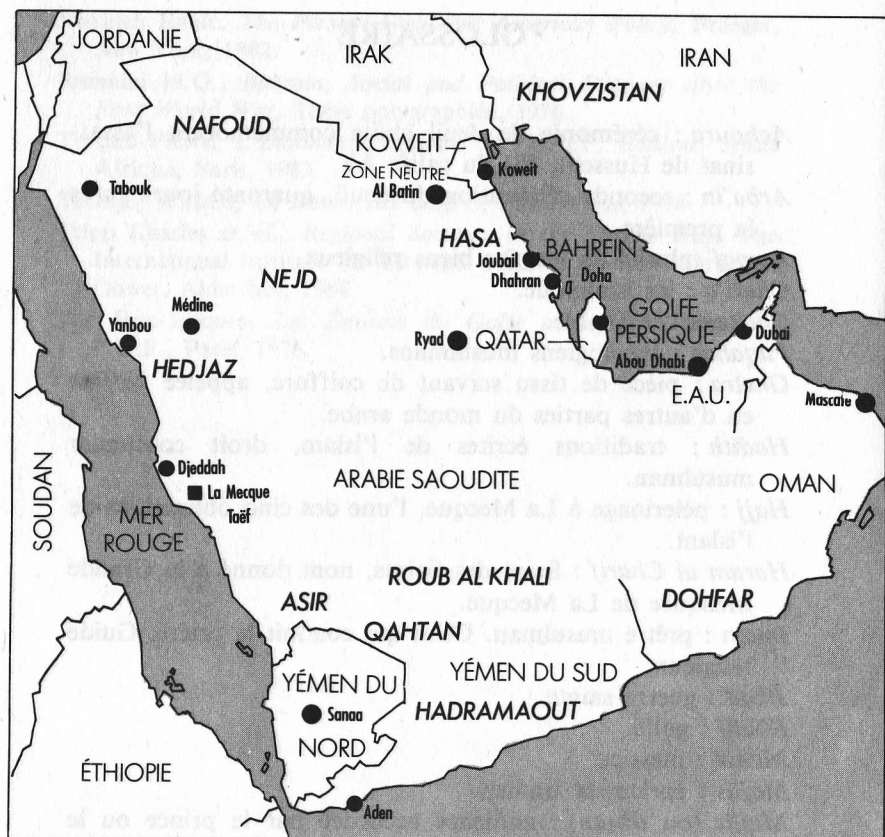 JORDANIE
IRAK
IRAN
KHOVZISTAN
NAFOUD
KOWEIT
ZONE NEUTRE
Koweit
Tabouk
Al Batin
HASA
BAHREIN
Joubail
Doha
Dhahran
NEJD
Médine
Yanbou
GOLFE
PERSIQUE
Dubai
Ryad
QATAR
Abou Dhabi
HEDJAZ
E.A.U.
Mascate
Djeddah
La Mecque
Taëf
ARABIE SAOUDITE
OMAN
SOUDAN
MER
ROUGE
ROUB AL KHALI
DOHFAR
ASIR
QAHTAN
YÉMEN DU
Sanaa
NORD
YÉMEN DU SUD
HADRAMAOUT
ÉTHIOPIE
Aden